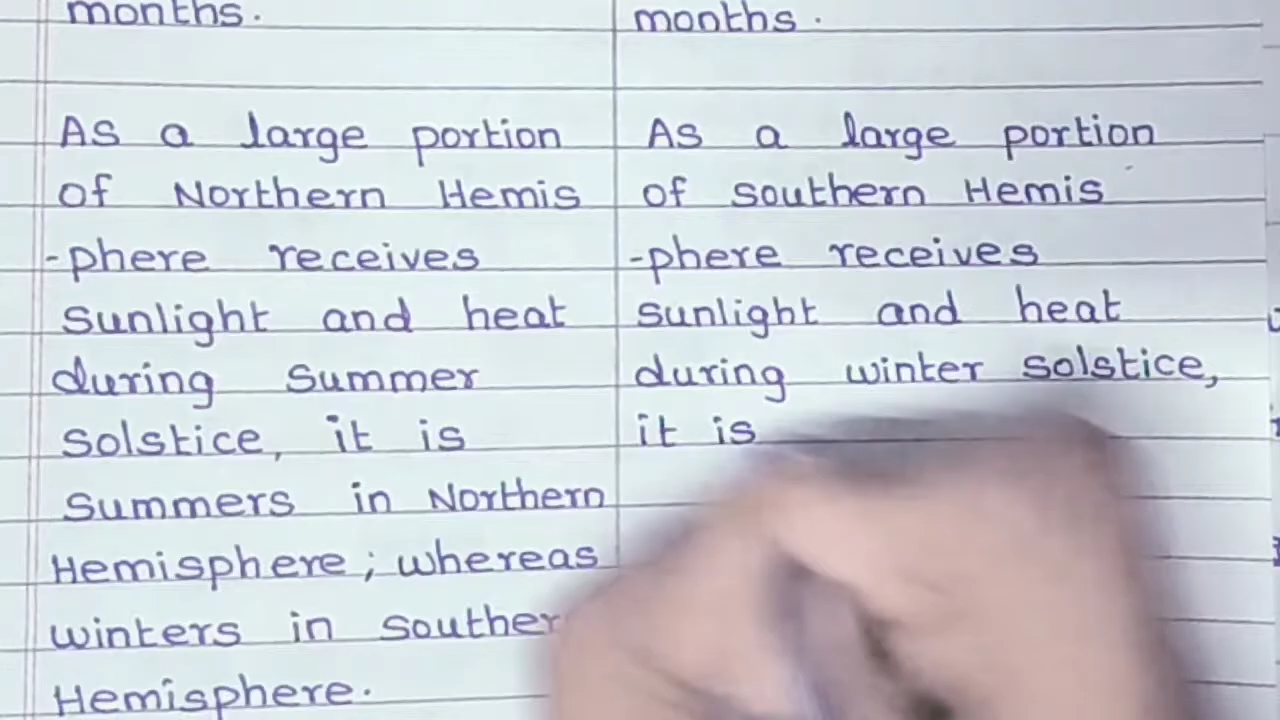 months.
As a large portion
of Northern Hemis
-phere receives
sunlight and heat
during summer
solstice, it is
summers in Northern
Hemisphere; whereas
winters in souther
Hemisphere.
months.
As a large portion
of southern Hemis
-phere receives
sunlight and heat
during winter solstice,
it is